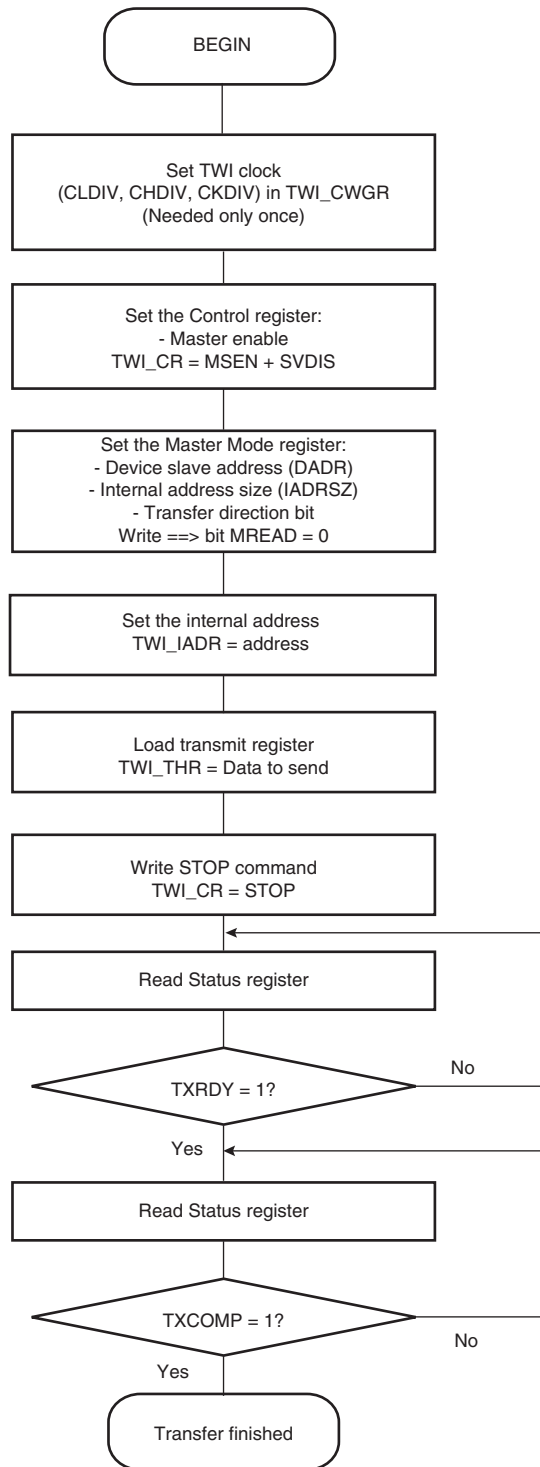 BEGIN
Set TWI clock
(CLDIV, CHDIV, CKDIV) in TWI_CWGR
(Needed only once)
Set the Control register:
- Master enable
TWI_CR = MSEN + SVDIS
Set the Master Mode register:
- Device slave address (DADR)
- Internal address size (IADRSZ)
- Transfer direction bit
Write ==> bit MREAD = 0
Set the internal address
TWI_IADR = address
Load transmit register
TWI_THR = Data to send
Write STOP command
TWI_CR = STOP
Read Status register
TXRDY = 1?
No
Yes
Read Status register
TXCOMP = 1?
No
Yes
Transfer finished